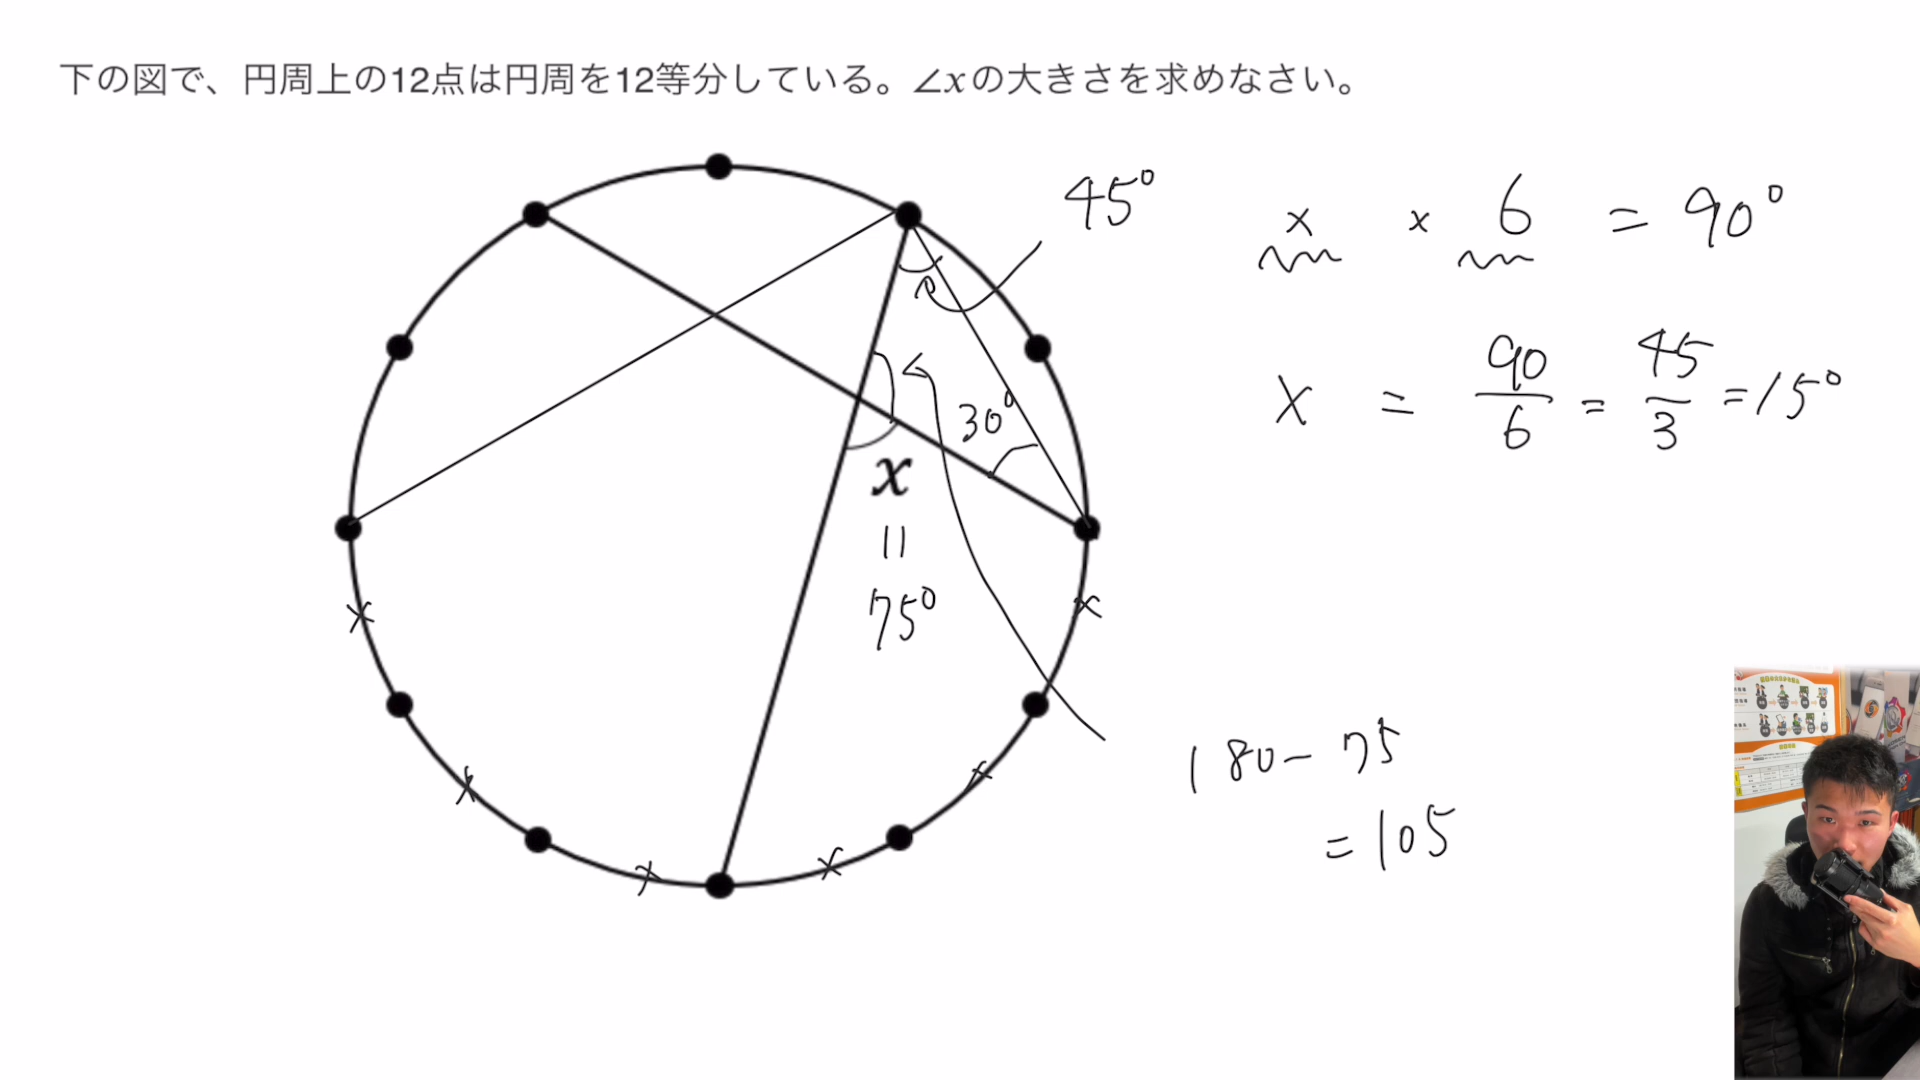 下の図で、円周上の12点は円周を12等分している。∠xの大きさを求めなさい。
45°
x × 6 = 90°
x = 90/6 = 45/3 = 15°
30°
x
||
75°
180-75
=105